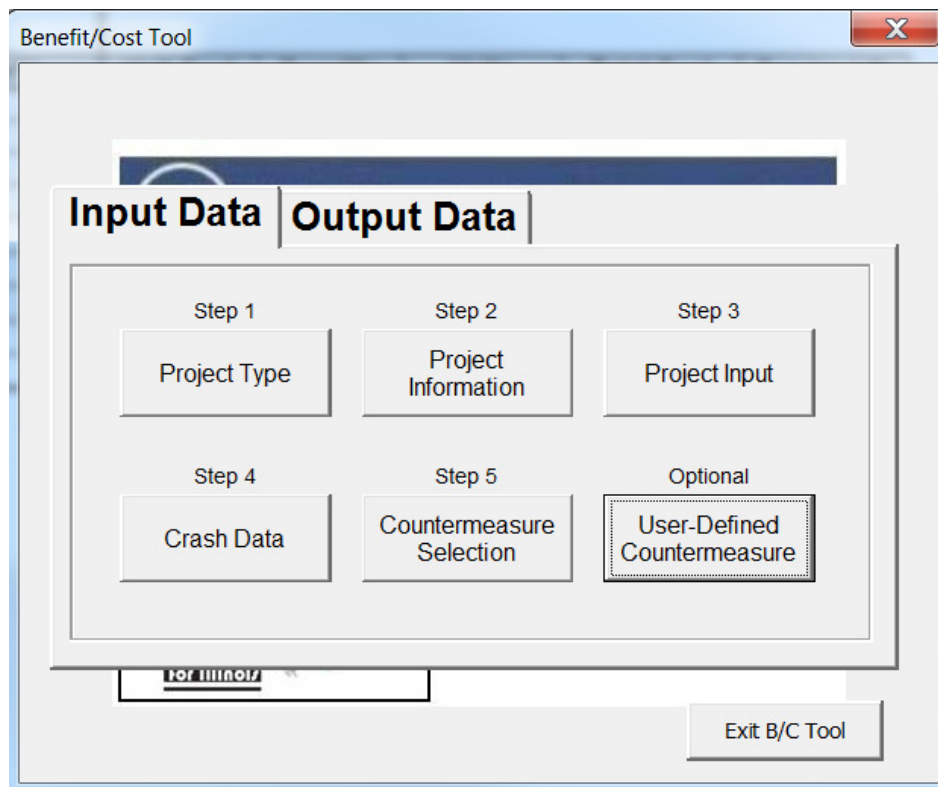 Benefit/Cost Tool
Input Data
Output Data
Step 1
Step 2
Step 3
Project Type
Project
Information
Project Input
Step 4
Step 5
Optional
Crash Data
Countermeasure
Selection
User-Defined
Countermeasure
for Illinois
Exit B/C Tool